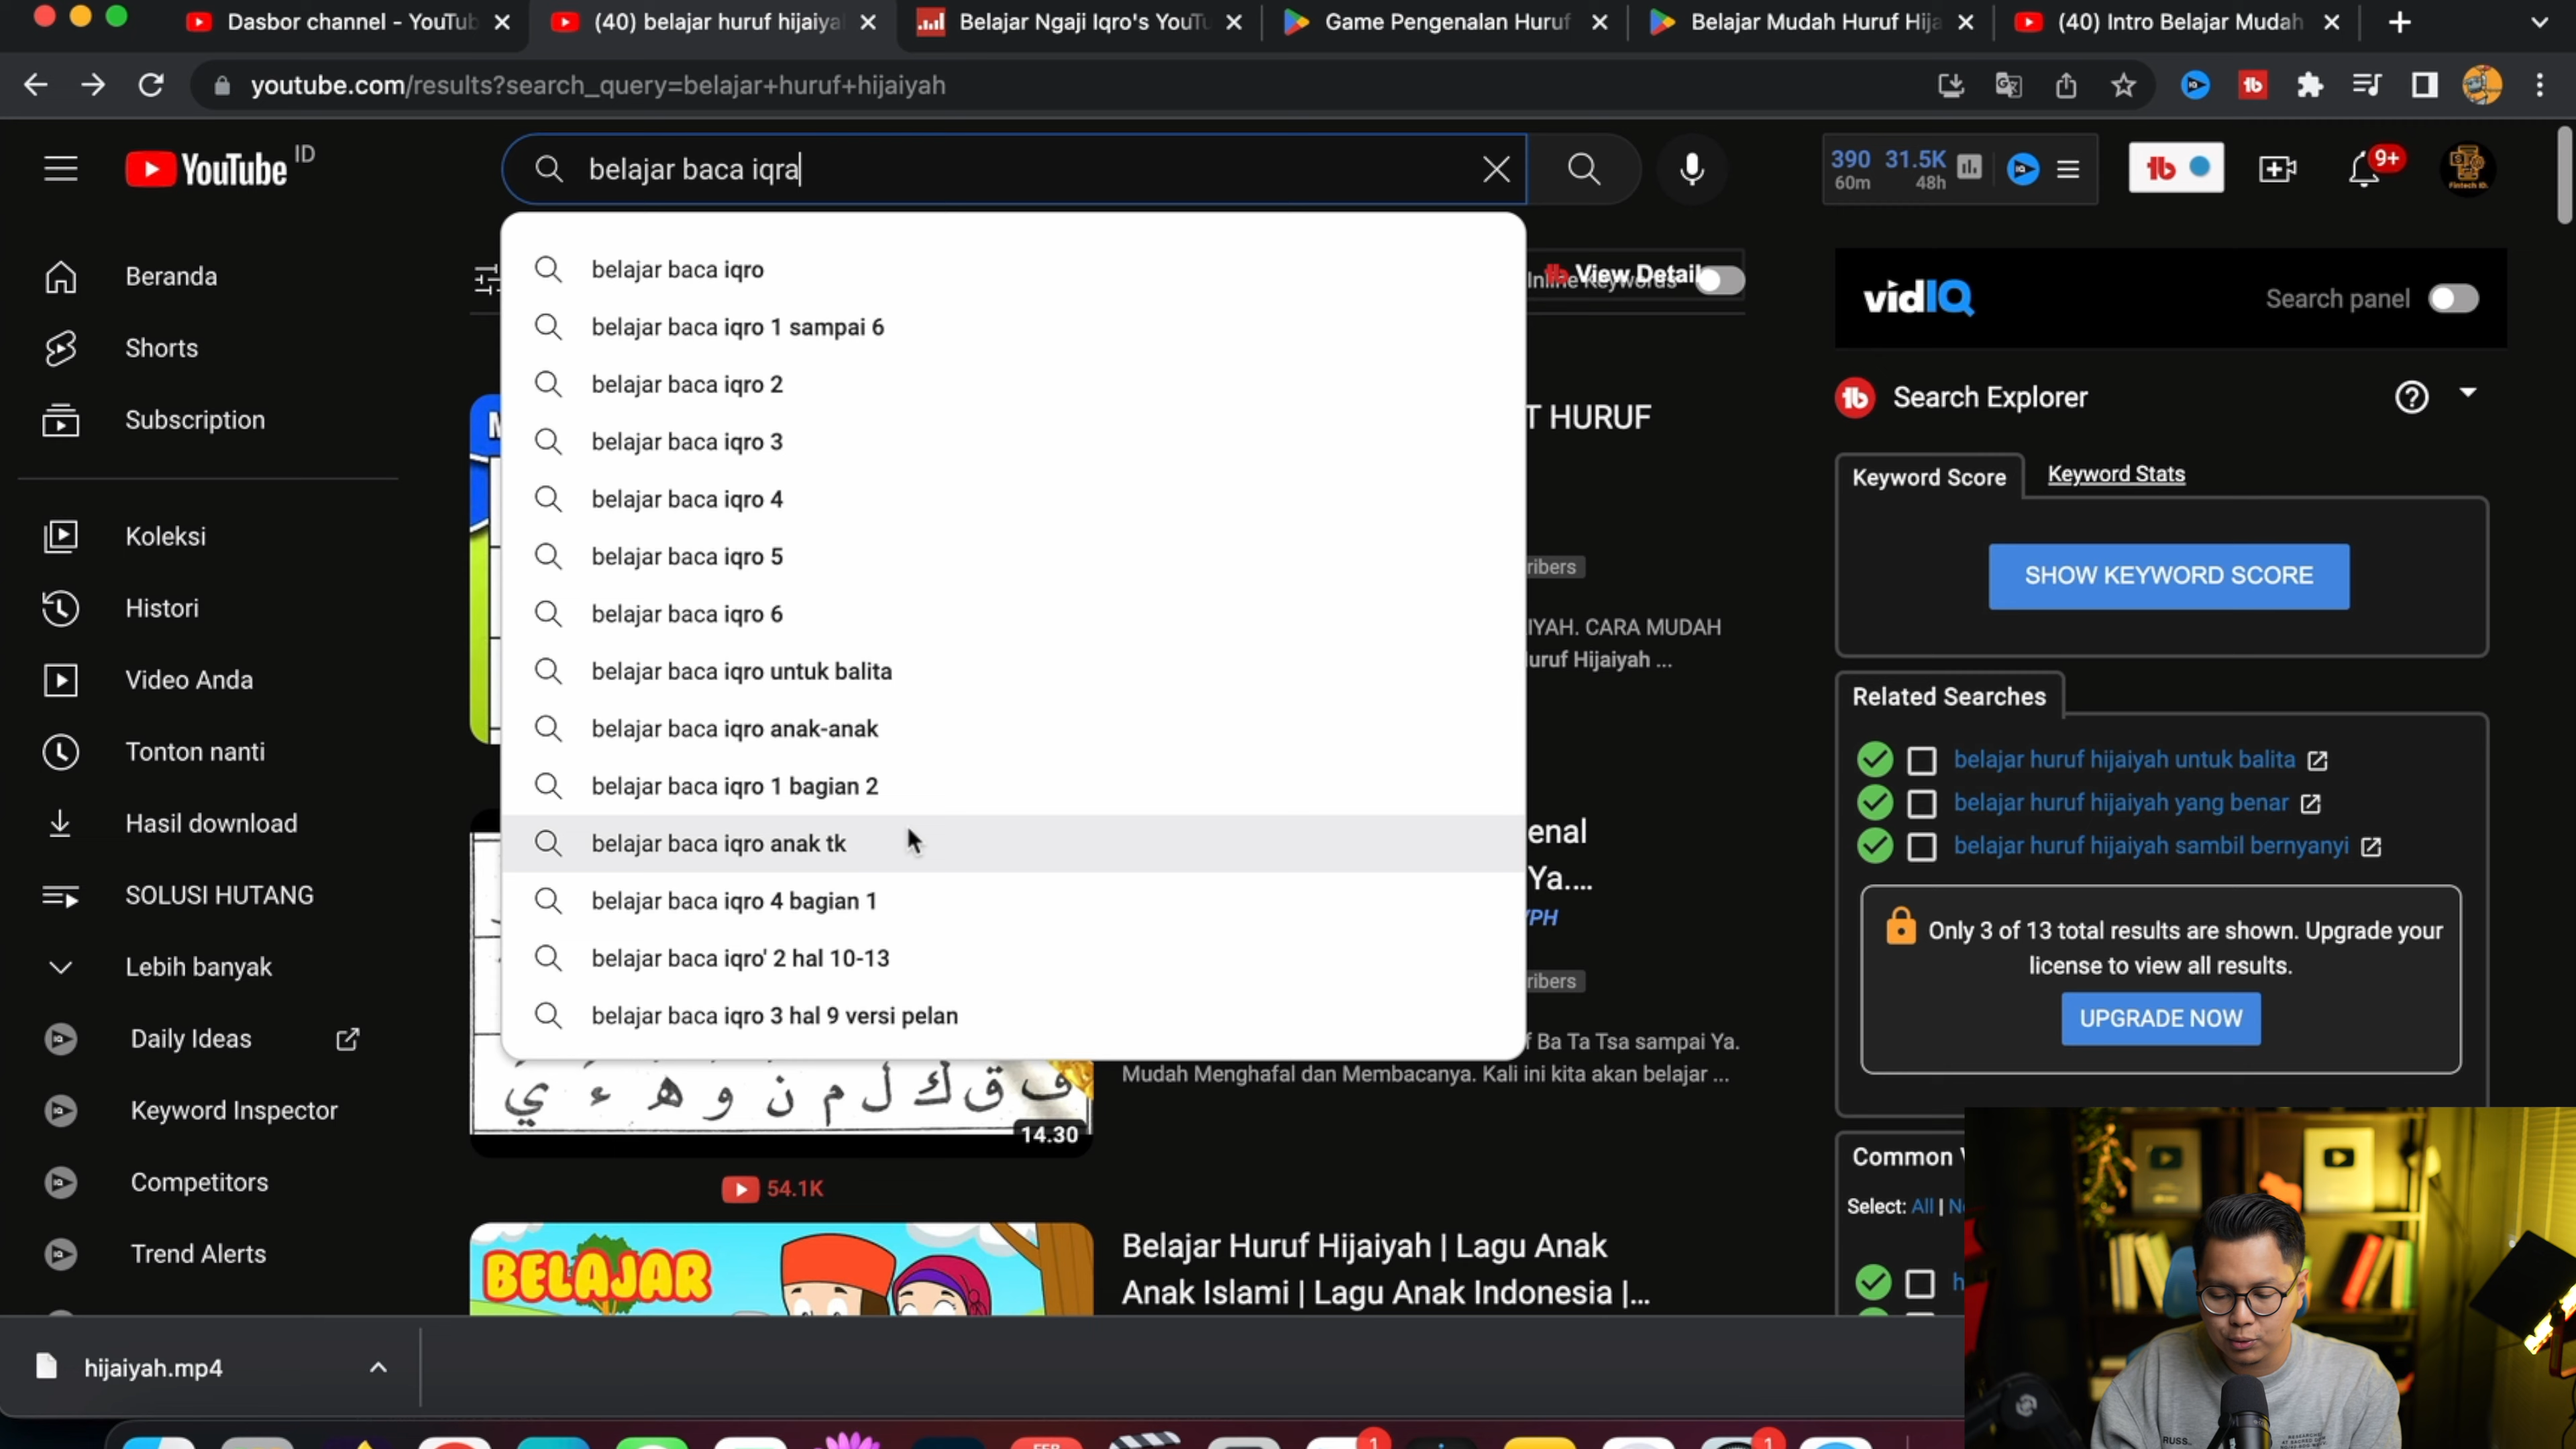 Dasbor channel - YouTub
(40) belajar huruf hijaiya
Belajar Ngaji Iqro's YouT
Game Pengenalan Huruf
Belajar Mudah Huruf Hija
(40) Intro Belajar Mudah
youtube.com/results?search_query=belajar+huruf+hijaiyah
YouTube ID
belajar baca iqra
390 31.5K
60m 48h
9+
Fintech ID.
Beranda
Shorts
Subscription
Koleksi
Histori
Video Anda
Tonton nanti
Hasil download
SOLUSI HUTANG
Lebih banyak
Daily Ideas
Keyword Inspector
Competitors
Trend Alerts
belajar baca iqro
belajar baca iqro 1 sampai 6
belajar baca iqro 2
belajar baca iqro 3
belajar baca iqro 4
belajar baca iqro 5
belajar baca iqro 6
belajar baca iqro untuk balita
belajar baca iqro anak-anak
belajar baca iqro 1 bagian 2
belajar baca iqro anak tk
belajar baca iqro 4 bagian 1
belajar baca iqro' 2 hal 10-13
belajar baca iqro 3 hal 9 versi pelan
Inline Keywords
View Detail
T HURUF
ribers
IYAH. CARA MUDAH
uruf Hijaiyah ...
enal
Ya....
/PH
ribers
f Ba Ta Tsa sampai Ya.
Mudah Menghafal dan Membacanya. Kali ini kita akan belajar ...
ف ق ك ل م ن و ه ء ي
14.30
54.1K
BELAJAR
Belajar Huruf Hijaiyah | Lagu Anak
Anak Islami | Lagu Anak Indonesia |...
vidIQ
Search panel
Search Explorer
Keyword Score
Keyword Stats
SHOW KEYWORD SCORE
Related Searches
belajar huruf hijaiyah untuk balita
belajar huruf hijaiyah yang benar
belajar huruf hijaiyah sambil bernyanyi
Only 3 of 13 total results are shown. Upgrade your
license to view all results.
UPGRADE NOW
Common
Select: All | N
h
hijaiyah.mp4
FEB
1
1
RUSS_